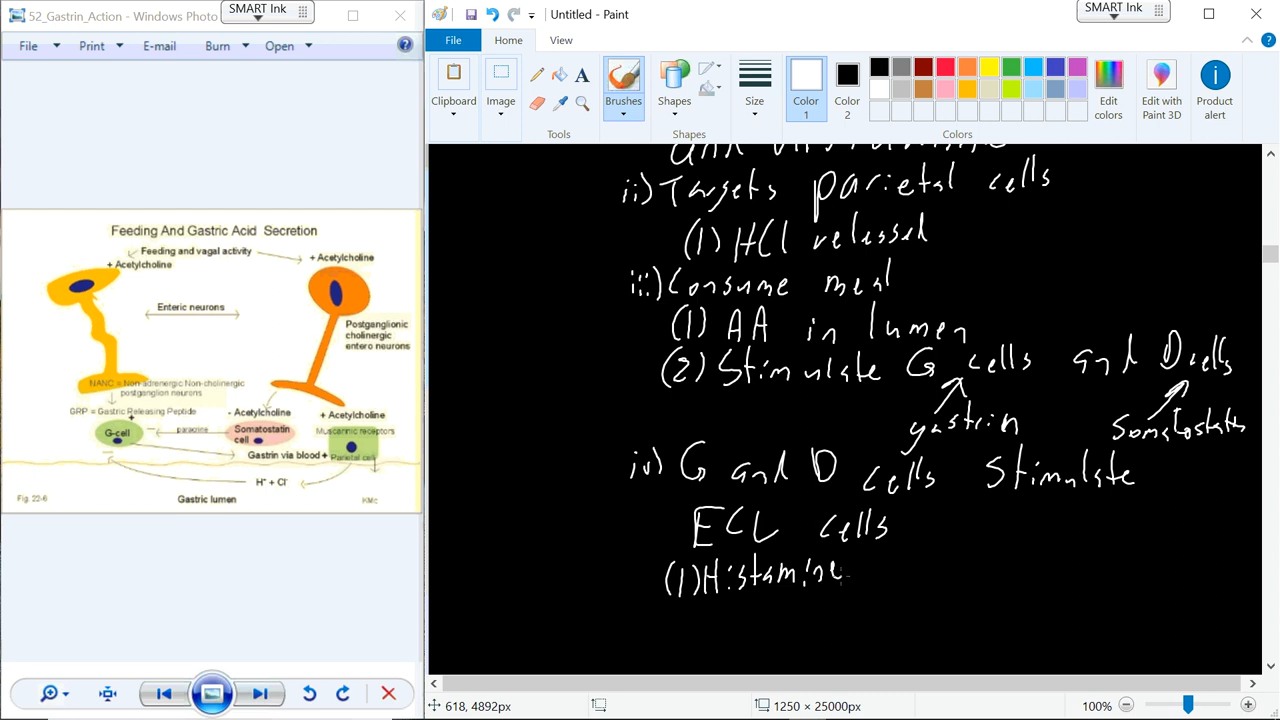 52_Gastrin_Action - Windows Photo
SMART Ink
File Print E-mail Burn Open
Feeding And Gastric Acid Secretion
Feeding and vagal activity
+ Acetylcholine
+ Acetylcholine
Enteric neurons
Postganglionic
cholinergic
entero neurons
NANC = Non adrenergic Non-cholinergic
postganglion neurons
GRP = Gastric Releasing Peptide
- Acetylcholine
+ Acetylcholine
+
Muscarinic receptors
G-cell
paracrine
Somatostatin
cell
Gastrin via blood +
Parietal cell
H⁺ + Cl⁻
Fig. 22-6
Gastric lumen
KMc
Untitled - Paint
SMART Ink
File Home View
Clipboard
Image
Tools
Brushes
Shapes
Shapes
Size
Color
1
Color
2
Edit
colors
Colors
Edit with
Paint 3D
Product
alert
and
ii) Targets parietal cells
(1) HCl released
iii) Consume meal
(1) AA in lumen
(2) Stimulate G cells and D cells
gastrin
iv) G and D cells stimulate
ECL cells
(1) Histamine
618, 4892px
1250 × 25000px
100%